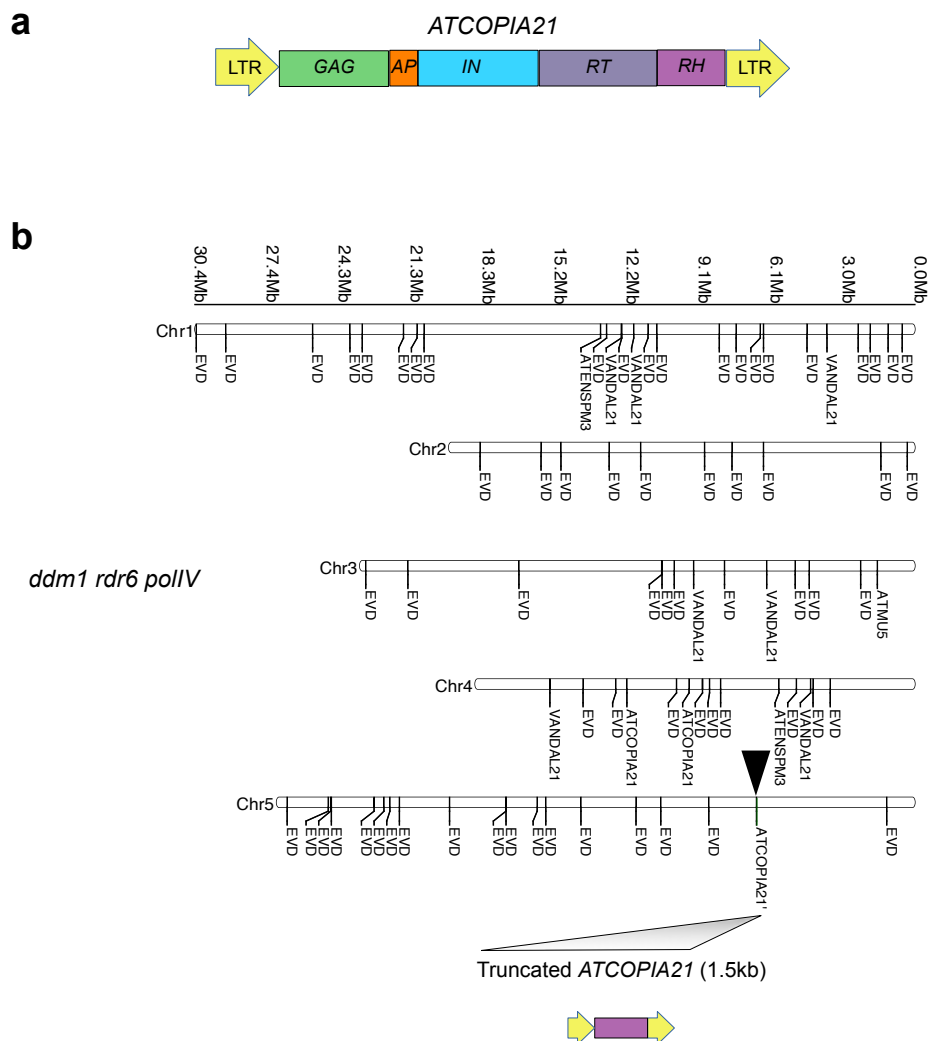 a
ATCOPIA21
LTR GAG AP IN RT RH LTR
b
30.4Mb 27.4Mb 24.3Mb 21.3Mb 18.3Mb 15.2Mb 12.2Mb 9.1Mb 6.1Mb 3.0Mb 0.0Mb
Chr1
EVD EVD EVD EVD EVD EVD EVD EVD ATENSPM3 EVD VANDAL21 EVD VANDAL21 EVD EVD EVD EVD EVD EVD EVD VANDAL21 EVD EVD EVD EVD
Chr2
EVD EVD EVD EVD EVD EVD EVD EVD EVD EVD
ddm1 rdr6 polIV
Chr3
EVD EVD EVD EVD EVD EVD VANDAL21 EVD VANDAL21 EVD EVD EVD ATMU5
Chr4
VANDAL21 EVD EVD ATCOPIA21 EVD ATCOPIA21 EVD EVD EVD ATENSPM3 EVD VANDAL21 EVD EVD
Chr5
EVD EVD EVD EVD EVD EVD EVD EVD EVD EVD EVD EVD EVD EVD EVD EVD EVD ATCOPIA21' EVD
Truncated ATCOPIA21 (1.5kb)